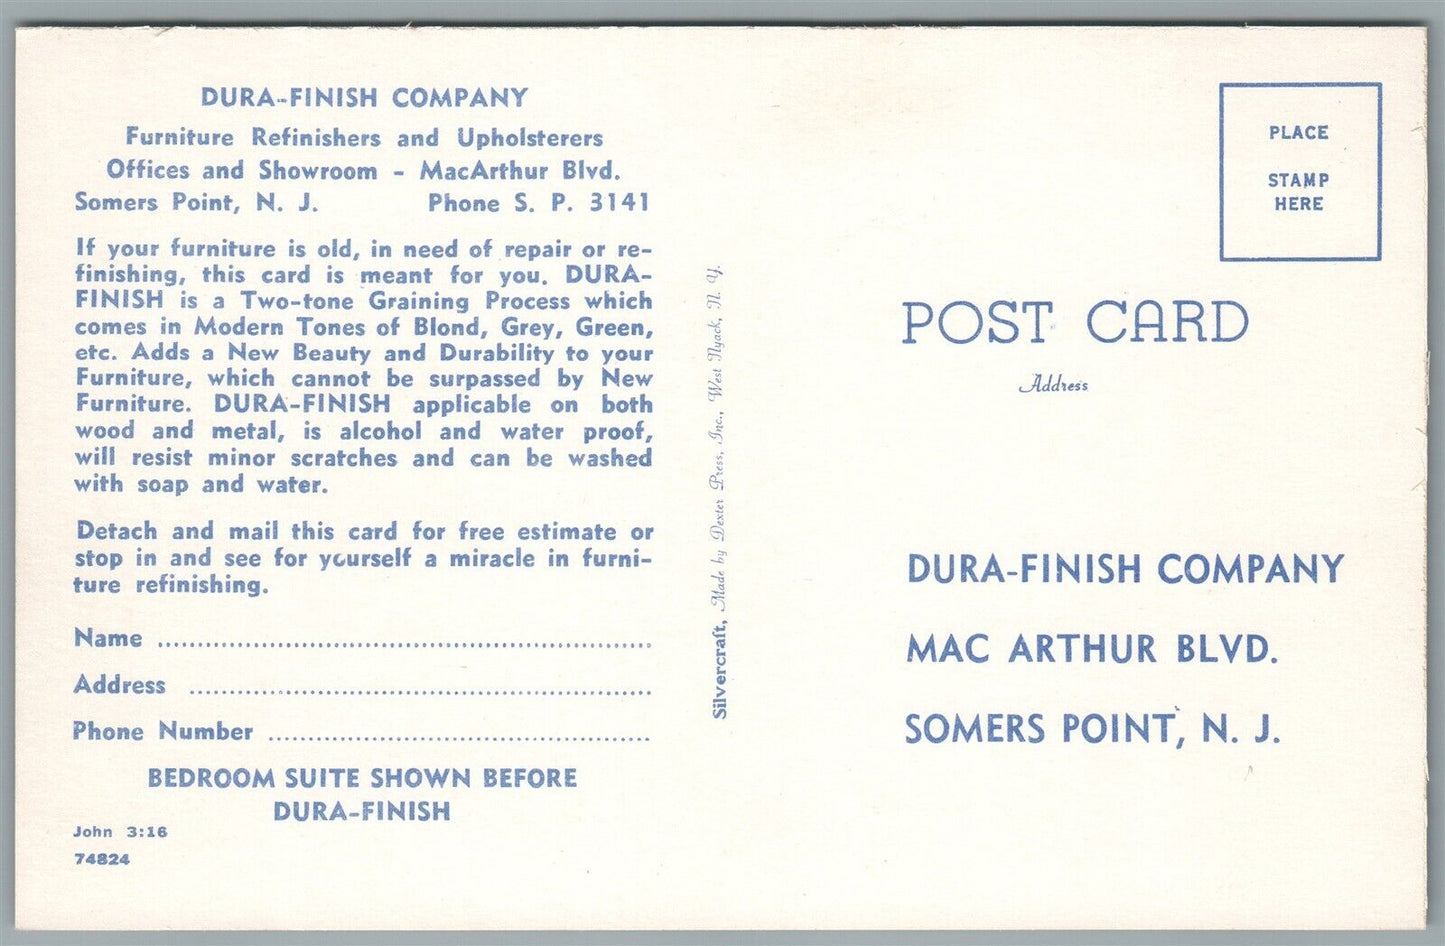 DURA-FINISH COMPANY
Furniture Refinishers and Upholsterers
Offices and Showroom - MacArthur Blvd.
Somers Point, N. J. Phone S. P. 3141
If your furniture is old, in need of repair or re-
finishing, this card is meant for you. DURA-
FINISH is a Two-tone Graining Process which
comes in Modern Tones of Blond, Grey, Green,
etc. Adds a New Beauty and Durability to your
Furniture, which cannot be surpassed by New
Furniture. DURA-FINISH applicable on both
wood and metal, is alcohol and water proof,
will resist minor scratches and can be washed
with soap and water.
Detach and mail this card for free estimate or
stop in and see for yourself a miracle in furni-
ture refinishing.
Name ........................................
Address ........................................
Phone Number ........................................
BEDROOM SUITE SHOWN BEFORE
DURA-FINISH
John 3:16
74824
Silvercraft, Made by Dexter Press, Inc., West Nyack, N. Y.
PLACE
STAMP
HERE
POST CARD
Address
DURA-FINISH COMPANY
MAC ARTHUR BLVD.
SOMERS POINT, N. J.